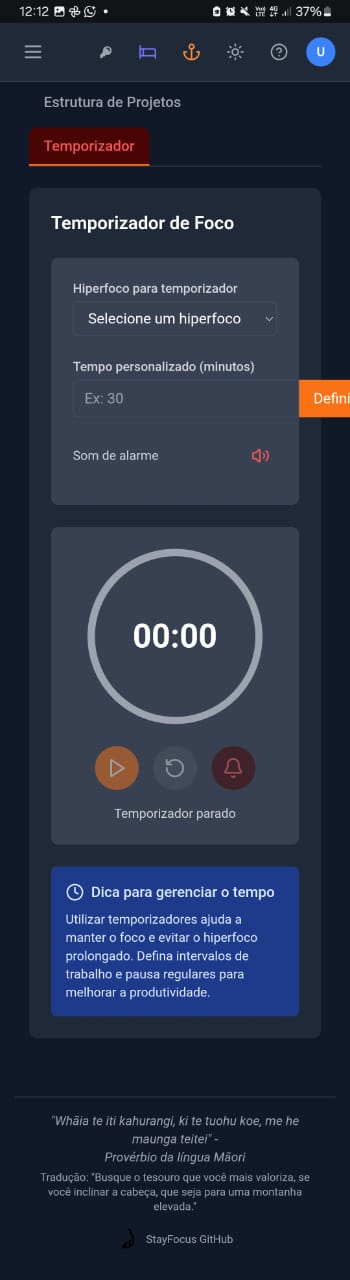 12:12
37%
U
Estrutura de Projetos
Temporizador
Temporizador de Foco
Hiperfoco para temporizador
Selecione um hiperfoco
Tempo personalizado (minutos)
Ex: 30
Defini
Som de alarme
00:00
Temporizador parado
Dica para gerenciar o tempo
Utilizar temporizadores ajuda a
manter o foco e evitar o hiperfoco
prolongado. Defina intervalos de
trabalho e pausa regulares para
melhorar a produtividade.
"Whāia te iti kahurangi, ki te tuohu koe, me he
maunga teitei" -
Provérbio da língua Māori
Tradução: "Busque o tesouro que você mais valoriza, se
você inclinar a cabeça, que seja para uma montanha
elevada."
StayFocus GitHub